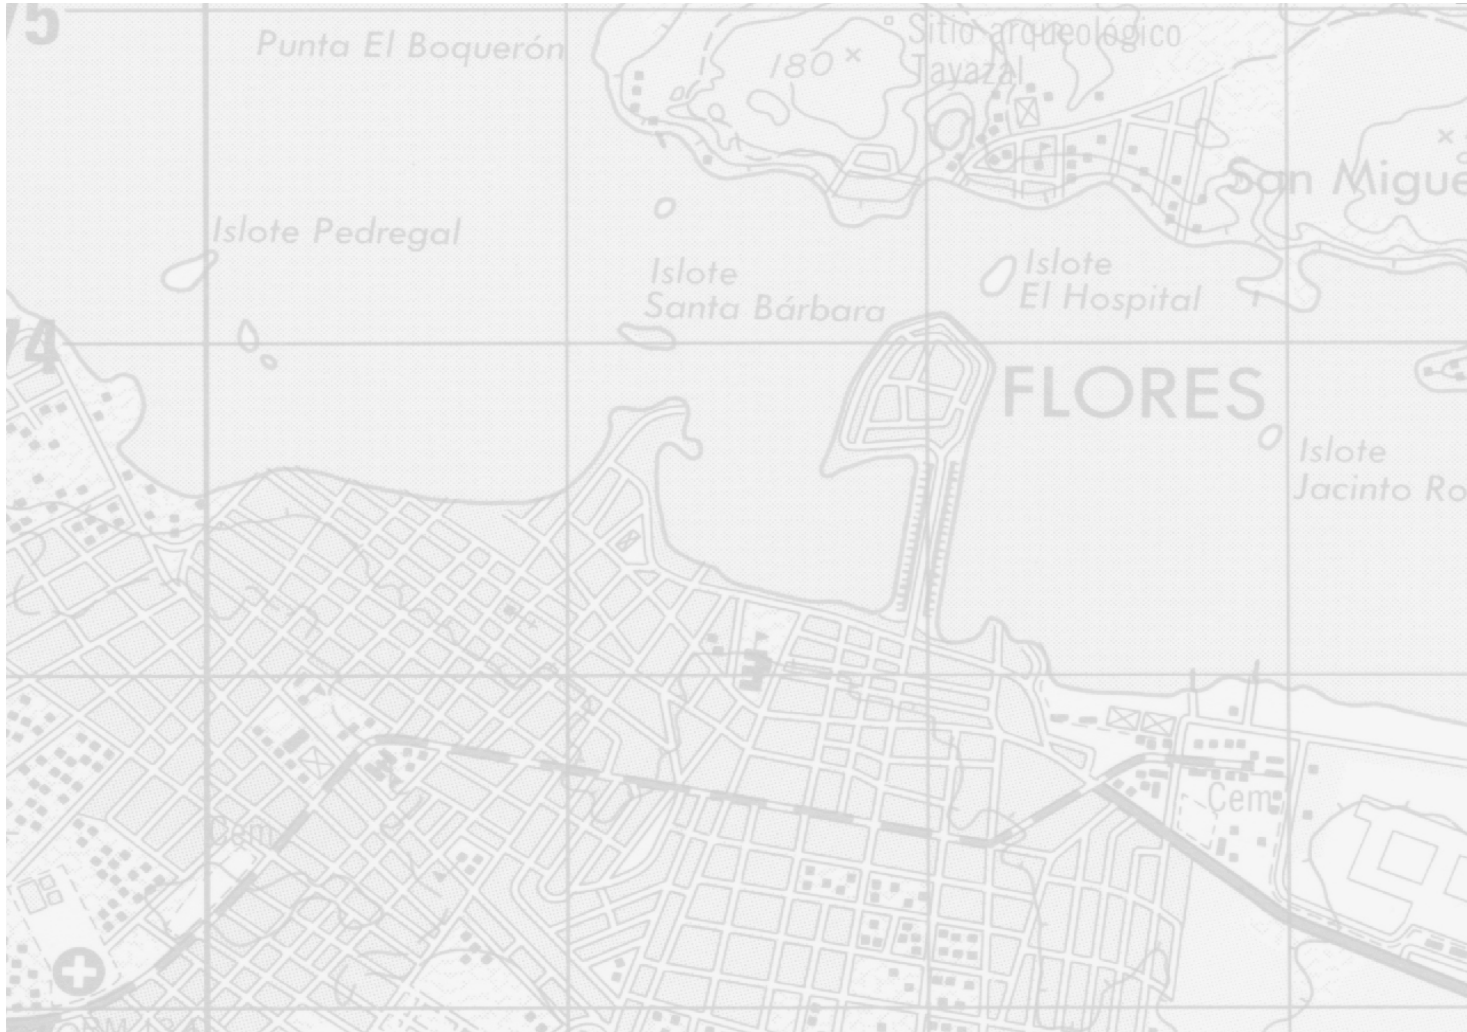 75
Punta El Boquerón
Sitio arqueológico
Tayazal
180
San Migue
Islote Pedregal
Islote
Santa Bárbara
Islote
El Hospital
74
FLORES
Islote
Jacinto Ro
Cem
Cem